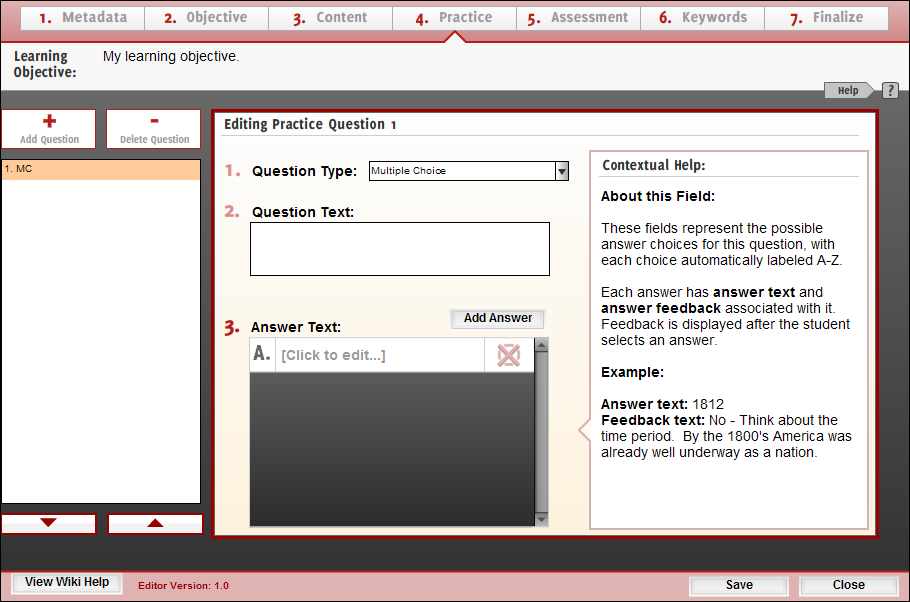 1. Metadata
2. Objective
3. Content
4. Practice
5. Assessment
6. Keywords
7. Finalize
Learning
Objective:
My learning objective.
Help
?
Add Question
Delete Question
1. MC
Editing Practice Question 1
1. Question Type: Multiple Choice
2. Question Text:
3. Answer Text:
Add Answer
A. [Click to edit...]
Contextual Help:
About this Field:
These fields represent the possible
answer choices for this question, with
each choice automatically labeled A-Z.
Each answer has answer text and
answer feedback associated with it.
Feedback is displayed after the student
selects an answer.
Example:
Answer text: 1812
Feedback text: No - Think about the
time period.  By the 1800's America was
already well underway as a nation.
View Wiki Help
Editor Version: 1.0
Save
Close